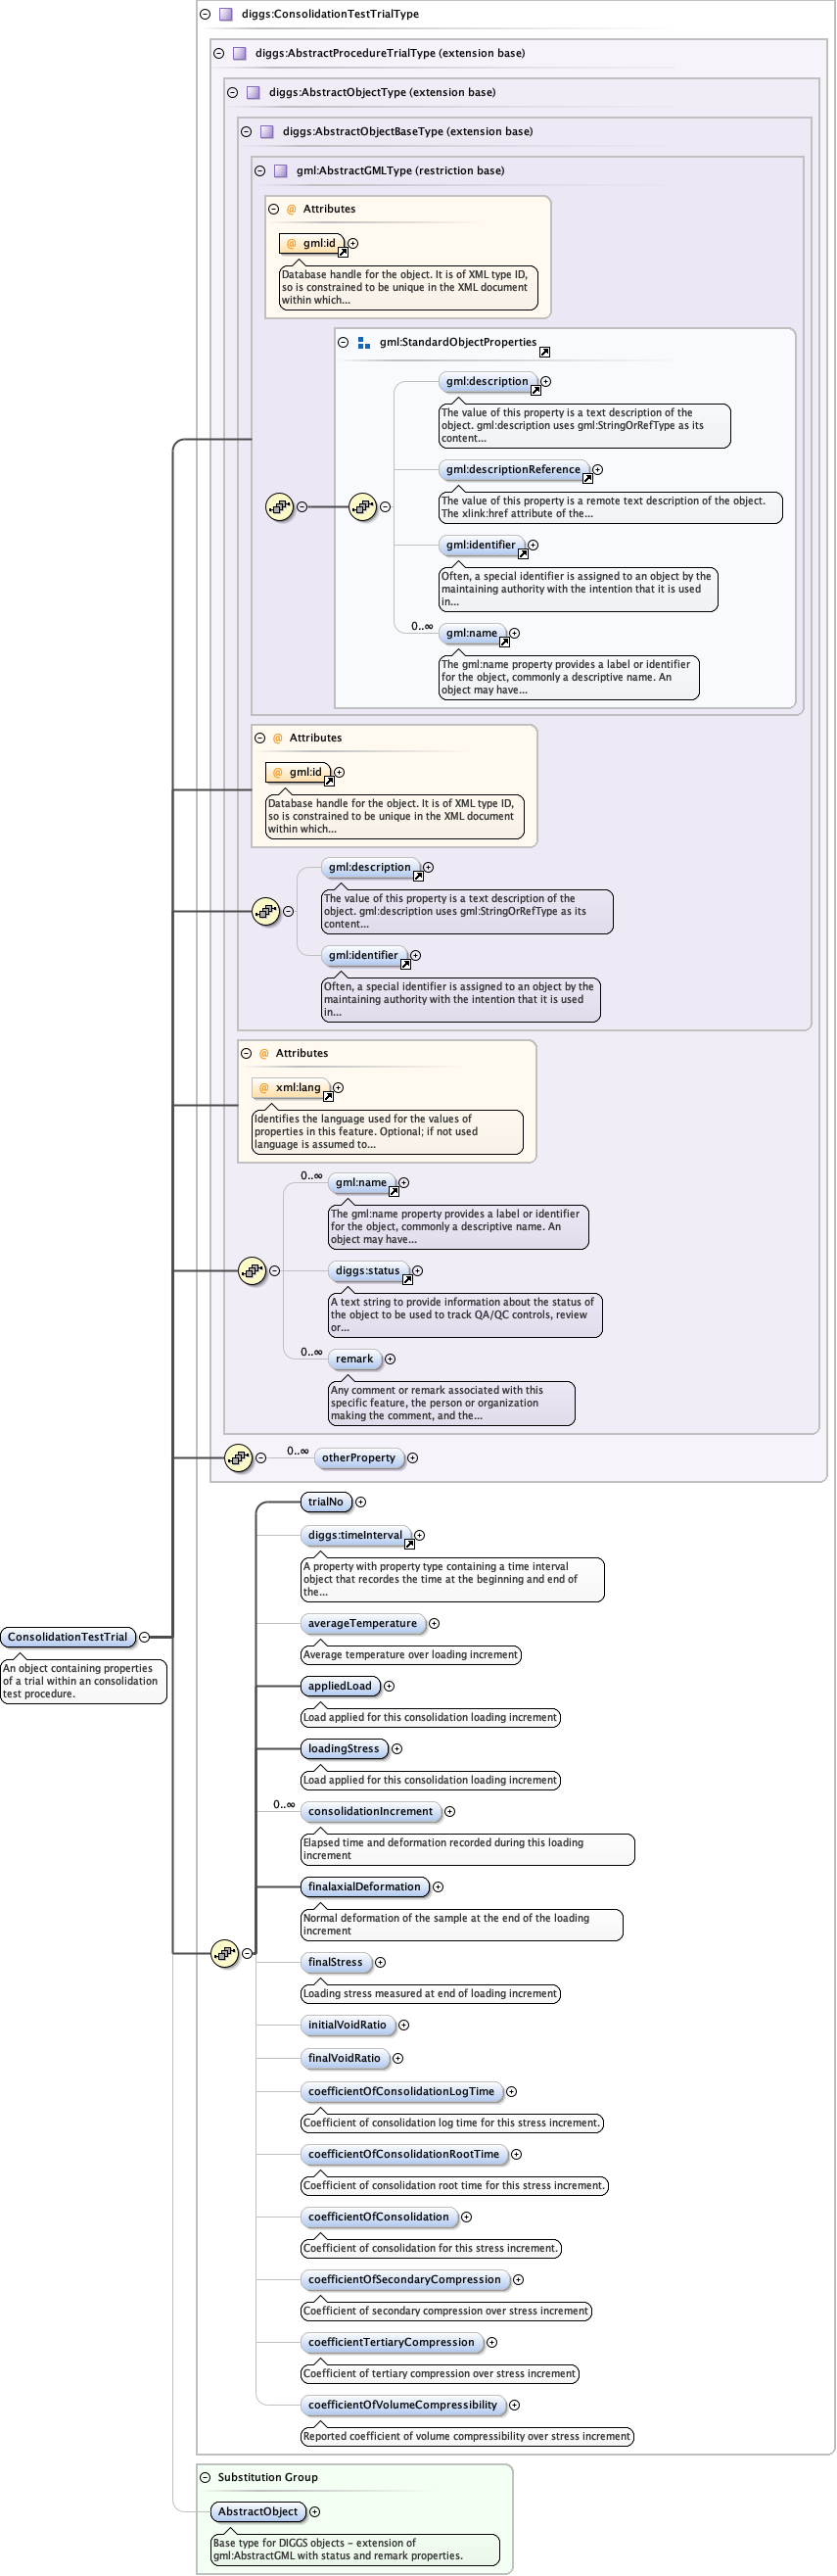 diggs:ConsolidationTestTrialType
diggs:AbstractProcedureTrialType (extension base)
diggs:AbstractObjectType (extension base)
diggs:AbstractObjectBaseType (extension base)
gml:AbstractGMLType (restriction base)
@ Attributes
@ gml:id
Database handle for the object. It is of XML type ID,
so is constrained to be unique in the XML document
within which...
gml:StandardObjectProperties
gml:description
The value of this property is a text description of the
object. gml:description uses gml:StringOrRefType as its
content...
gml:descriptionReference
The value of this property is a remote text description of the object.
The xlink:href attribute of the...
gml:identifier
Often, a special identifier is assigned to an object by the
maintaining authority with the intention that it is used
in...
0..∞
gml:name
The gml:name property provides a label or identifier
for the object, commonly a descriptive name. An
object may have...
@ Attributes
@ gml:id
Database handle for the object. It is of XML type ID,
so is constrained to be unique in the XML document
within which...
gml:description
The value of this property is a text description of the
object. gml:description uses gml:StringOrRefType as its
content...
gml:identifier
Often, a special identifier is assigned to an object by the
maintaining authority with the intention that it is used
in...
@ Attributes
@ xml:lang
Identifies the language used for the values of
properties in this feature. Optional; if not used
language is assumed to...
0..∞
gml:name
The gml:name property provides a label or identifier
for the object, commonly a descriptive name. An
object may have...
diggs:status
A text string to provide information about the status of
the object to be used to track QA/QC controls, review
or...
0..∞
remark
Any comment or remark associated with this
specific feature, the person or organization
making the comment, and the...
0..∞
otherProperty
trialNo
diggs:timeInterval
A property with property type containing a time interval
object that recordes the time at the beginning and end of
the...
averageTemperature
Average temperature over loading increment
ConsolidationTestTrial
An object containing properties
of a trial within an consolidation
test procedure.
appliedLoad
Load applied for this consolidation loading increment
loadingStress
Load applied for this consolidation loading increment
0..∞
consolidationIncrement
Elapsed time and deformation recorded during this loading
increment
finalaxialDeformation
Normal deformation of the sample at the end of the loading
increment
finalStress
Loading stress measured at end of loading increment
initialVoidRatio
finalVoidRatio
coefficientOfConsolidationLogTime
Coefficient of consolidation log time for this stress increment.
coefficientOfConsolidationRootTime
Coefficient of consolidation root time for this stress increment.
coefficientOfConsolidation
Coefficient of consolidation for this stress increment.
coefficientOfSecondaryCompression
Coefficient of secondary compression over stress increment
coefficientTertiaryCompression
Coefficient of tertiary compression over stress increment
coefficientOfVolumeCompressibility
Reported coefficient of volume compressibility over stress increment
Substitution Group
AbstractObject
Base type for DIGGS objects - extension of
gml:AbstractGML with status and remark properties.